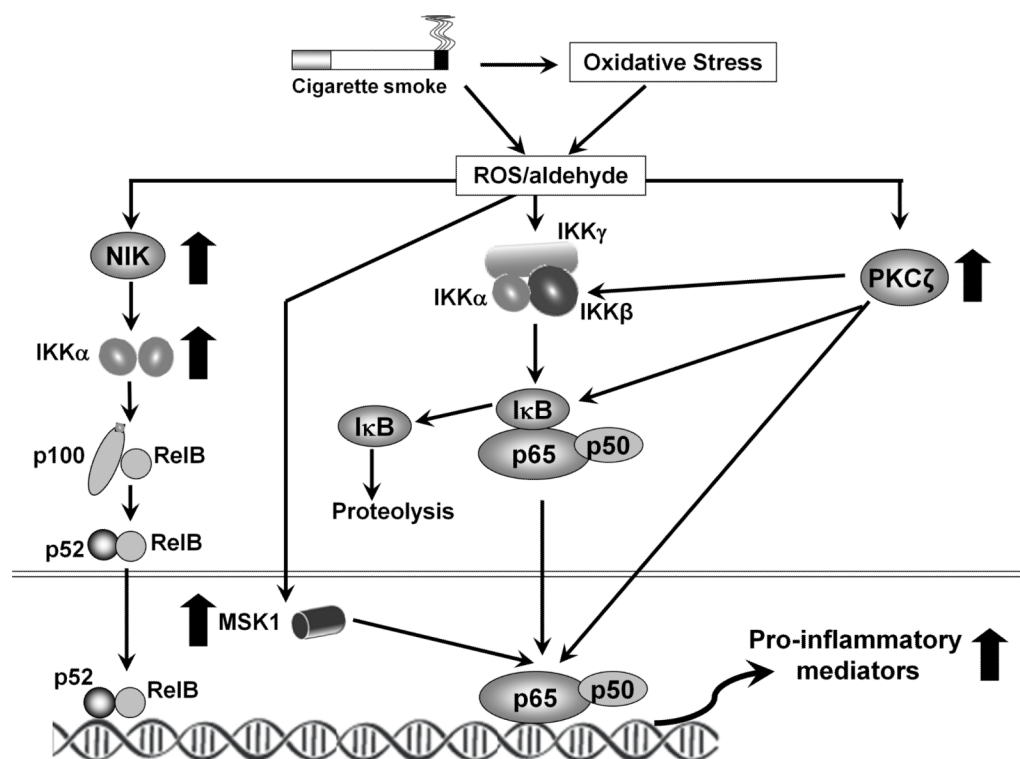 Cigarette smoke
Oxidative Stress
ROS/aldehyde
NIK
IKKγ
IKKα
IKKβ
PKCζ
IKKα
IκB
IκB
p65
p50
p100
RelB
Proteolysis
p52
RelB
MSK1
Pro-inflammatory
mediators
p52
RelB
p65
p50